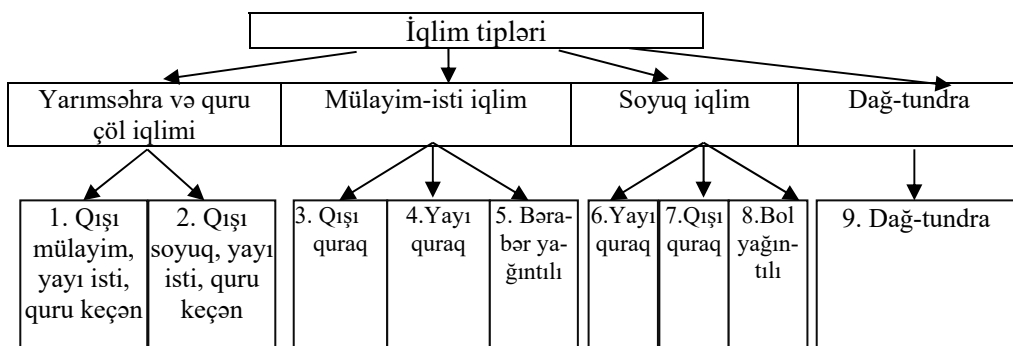 İqlim tipləri
Yarımsəhra və quru
çöl iqlimi
Mülayim-isti iqlim
Soyuq iqlim
Dağ-tundra
1. Qışı
mülayim,
yayı isti,
quru keçən
2. Qışı
soyuq, yayı
isti, quru
keçən
3. Qışı
quraq
4.Yayı
quraq
5. Bəra-
bər ya-
ğıntılı
6.Yayı
quraq
7.Qışı
quraq
8.Bol
yağın-
tılı
9. Dağ-tundra